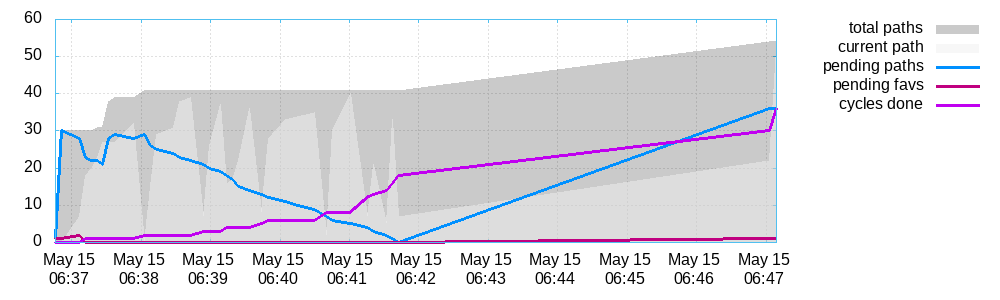 60
50
40
30
20
10
0
May 15 May 15 May 15 May 15 May 15 May 15 May 15 May 15 May 15 May 15 May 15
06:37 06:38 06:39 06:40 06:41 06:42 06:43 06:44 06:45 06:46 06:47
total paths
current path
pending paths
pending favs
cycles done